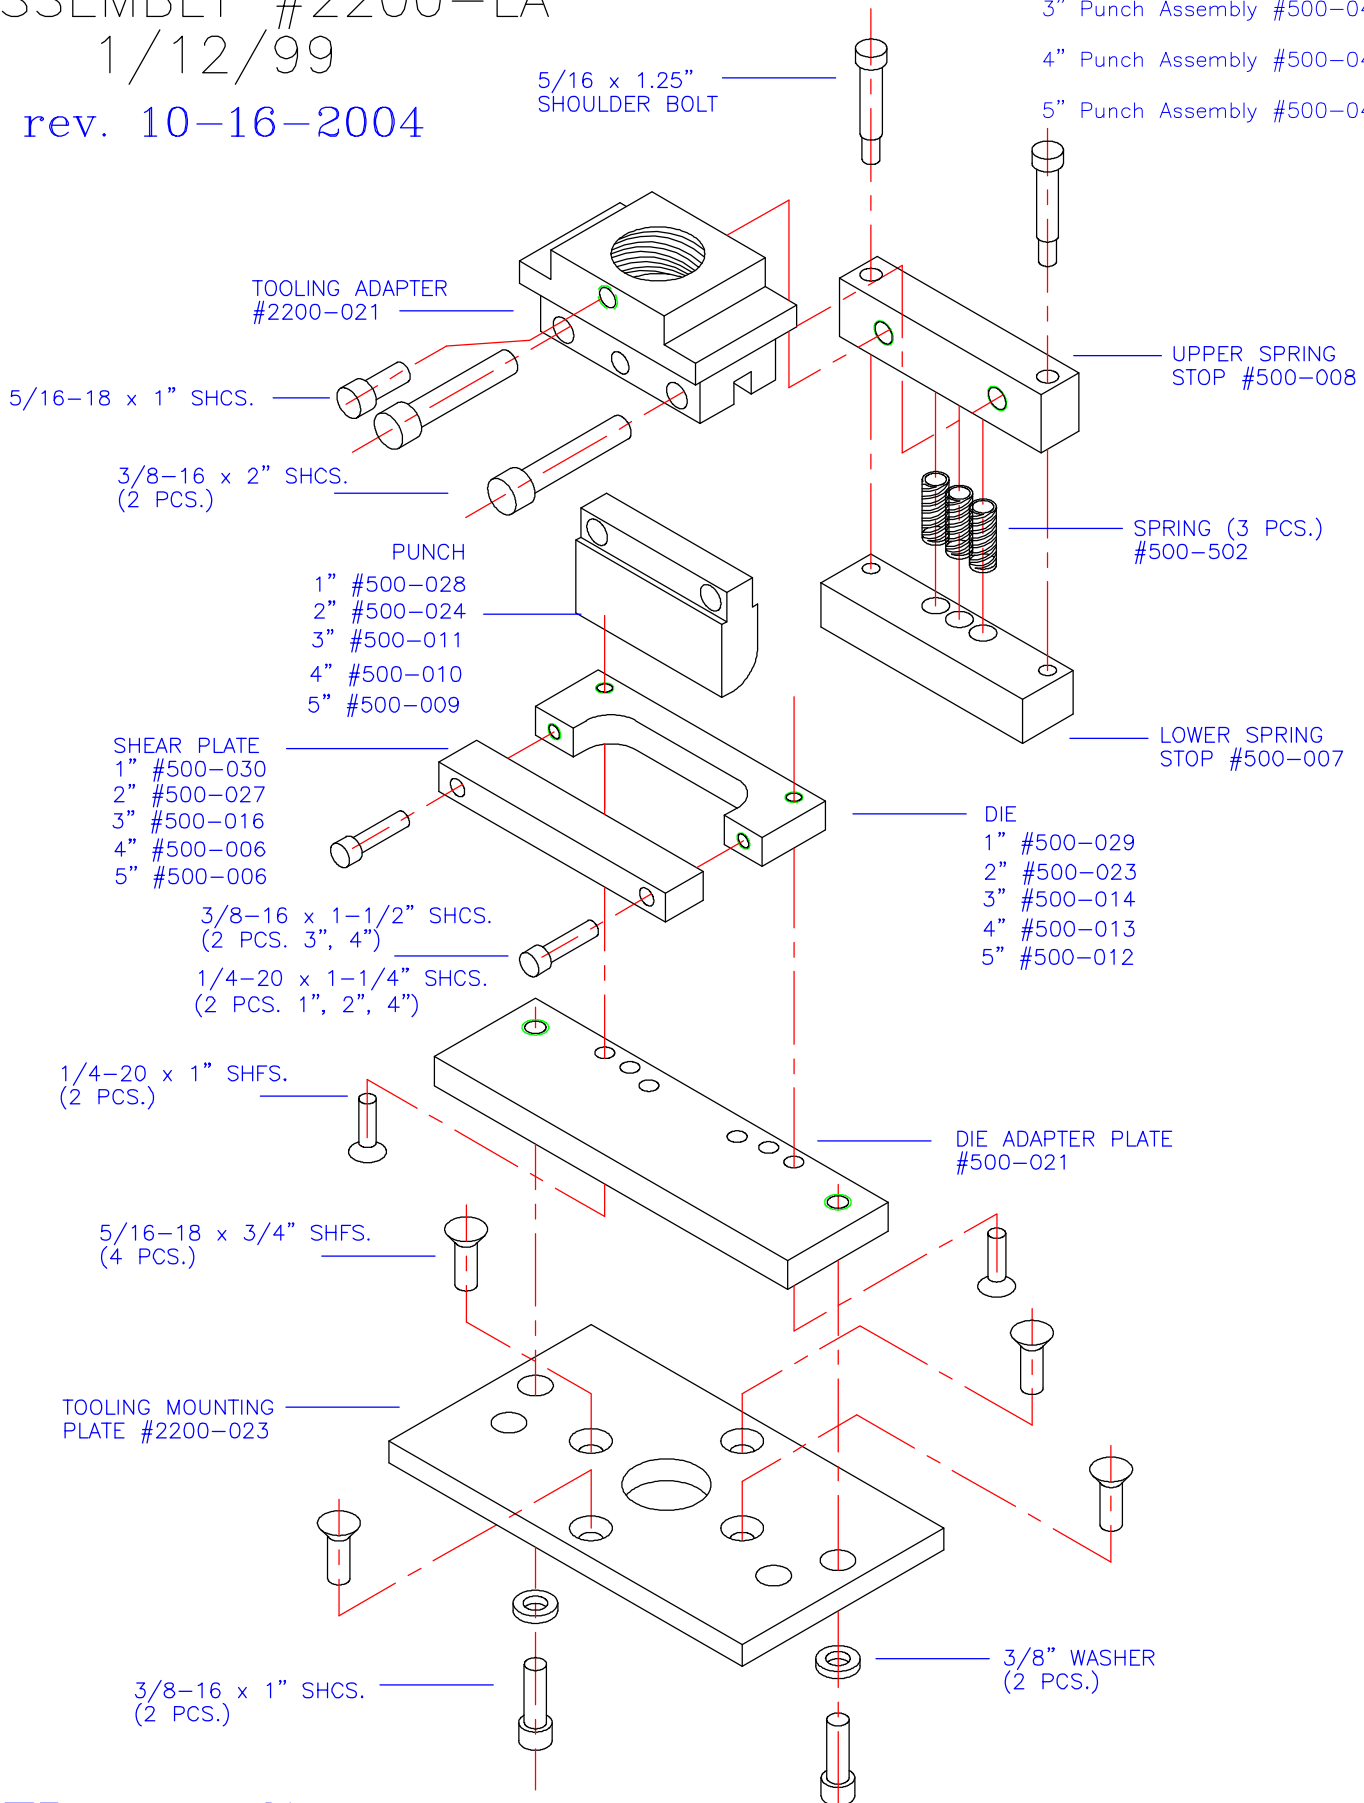 SSEMBLY #2200-LA
1/12/99
rev. 10-16-2004
3" Punch Assembly
4" Punch Assembly
5" Punch Assembly
5/16 x 1.25"
SHOULDER BOLT
TOOLING ADAPTER
#2200-021
5/16-18 x 1" SHCS.
3/8-16 x 2" SHCS.
(2 PCS.)
UPPER SPRING
STOP #500-008
SPRING (3 PCS.)
#500-502
PUNCH
1" #500-028
2" #500-024
3" #500-011
4" #500-010
5" #500-009
LOWER SPRING
STOP #500-007
SHEAR PLATE
1" #500-030
2" #500-027
3" #500-016
4" #500-006
5" #500-006
DIE
1" #500-029
2" #500-023
3" #500-014
4" #500-013
5" #500-012
3/8-16 x 1-1/2" SHCS.
(2 PCS. 3", 4")
1/4-20 x 1-1/4" SHCS.
(2 PCS. 1", 2", 4")
1/4-20 x 1" SHFS.
(2 PCS.)
DIE ADAPTER PLATE
#500-021
5/16-18 x 3/4" SHFS.
(4 PCS.)
TOOLING MOUNTING
PLATE #2200-023
3/8" WASHER
(2 PCS.)
3/8-16 x 1" SHCS.
(2 PCS.)